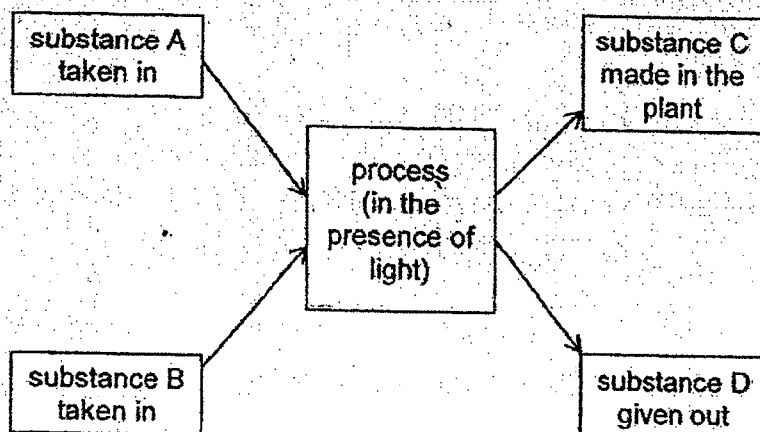 substance A
taken in
substance C
made in the
plant
process
(in the
presence of
light)
substance B
taken in
substance D
given out